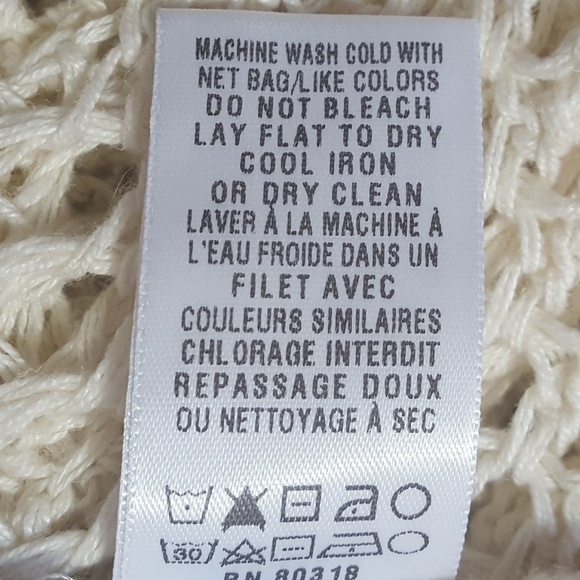 MACHINE WASH COLD WITH
NET BAG/LIKE COLORS
DO NOT BLEACH
LAY FLAT TO DRY
COOL IRON
OR DRY CLEAN
LAVER À LA MACHINE À
L'EAU FROIDE DANS UN
FILET AVEC
COULEURS SIMILAIRES
CHLORAGE INTERDIT
REPASSAGE DOUX
OU NETTOYAGE À SEC
30
RN 80318